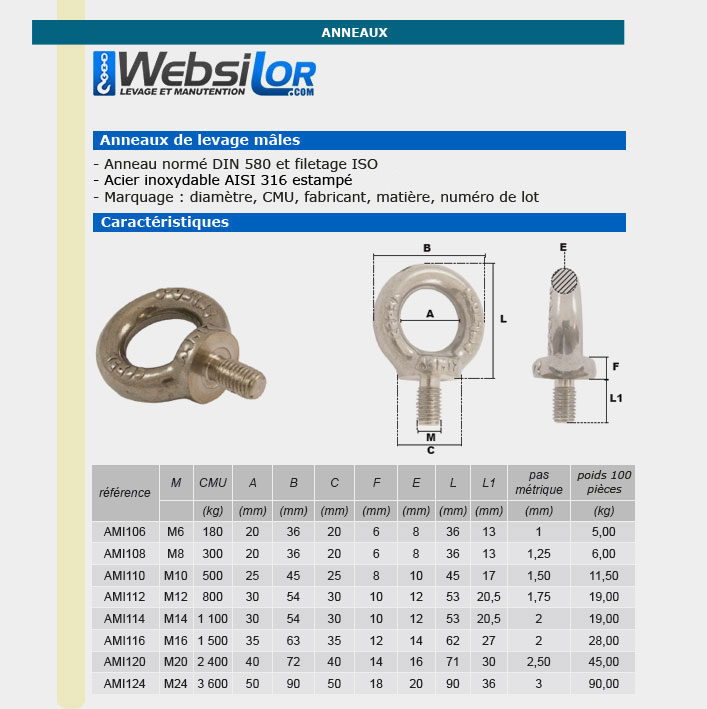 ANNEAUX
WebsiLOR
LEVAGE ET MANUTENTION .COM
Anneaux de levage mâles
- Anneau normé DIN 580 et filetage ISO
- Acier inoxydable AISI 316 estampé
- Marquage : diamètre, CMU, fabricant, matière, numéro de lot
Caractéristiques
B
E
A
L
F
L1
M
C
référence M CMU A B C F E L L1 pas métrique poids 100 pièces
(kg) (mm) (mm) (mm) (mm) (mm) (mm) (mm) (mm) (kg)
AMI106 M6 180 20 36 20 6 8 36 13 1 5,00
AMI108 M8 300 20 36 20 6 8 36 13 1,25 6,00
AMI110 M10 500 25 45 25 8 10 45 17 1,50 11,50
AMI112 M12 800 30 54 30 10 12 53 20,5 1,75 19,00
AMI114 M14 1 100 30 54 30 10 12 53 20,5 2 19,00
AMI116 M16 1 500 35 63 35 12 14 62 27 2 28,00
AMI120 M20 2 400 40 72 40 14 16 71 30 2,50 45,00
AMI124 M24 3 600 50 90 50 18 20 90 36 3 90,00